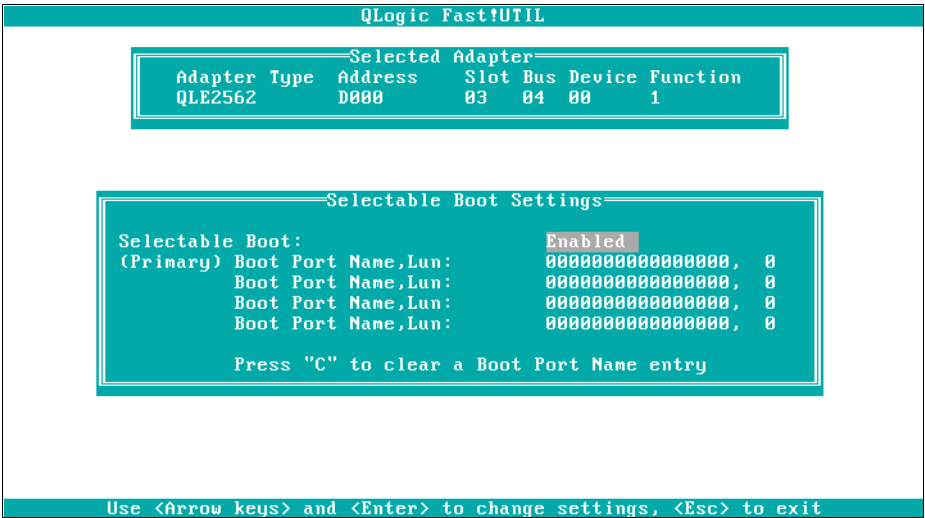 QLogic Fast!UTIL
Selected Adapter
Adapter Type Address Slot Bus Device Function
QLE2562 D000 03 04 00 1
Selectable Boot Settings
Selectable Boot: Enabled
(Primary) Boot Port Name,Lun: 0000000000000000, 0
Boot Port Name,Lun: 0000000000000000, 0
Boot Port Name,Lun: 0000000000000000, 0
Boot Port Name,Lun: 0000000000000000, 0
Press "C" to clear a Boot Port Name entry
Use <Arrow keys> and <Enter> to change settings, <Esc> to exit